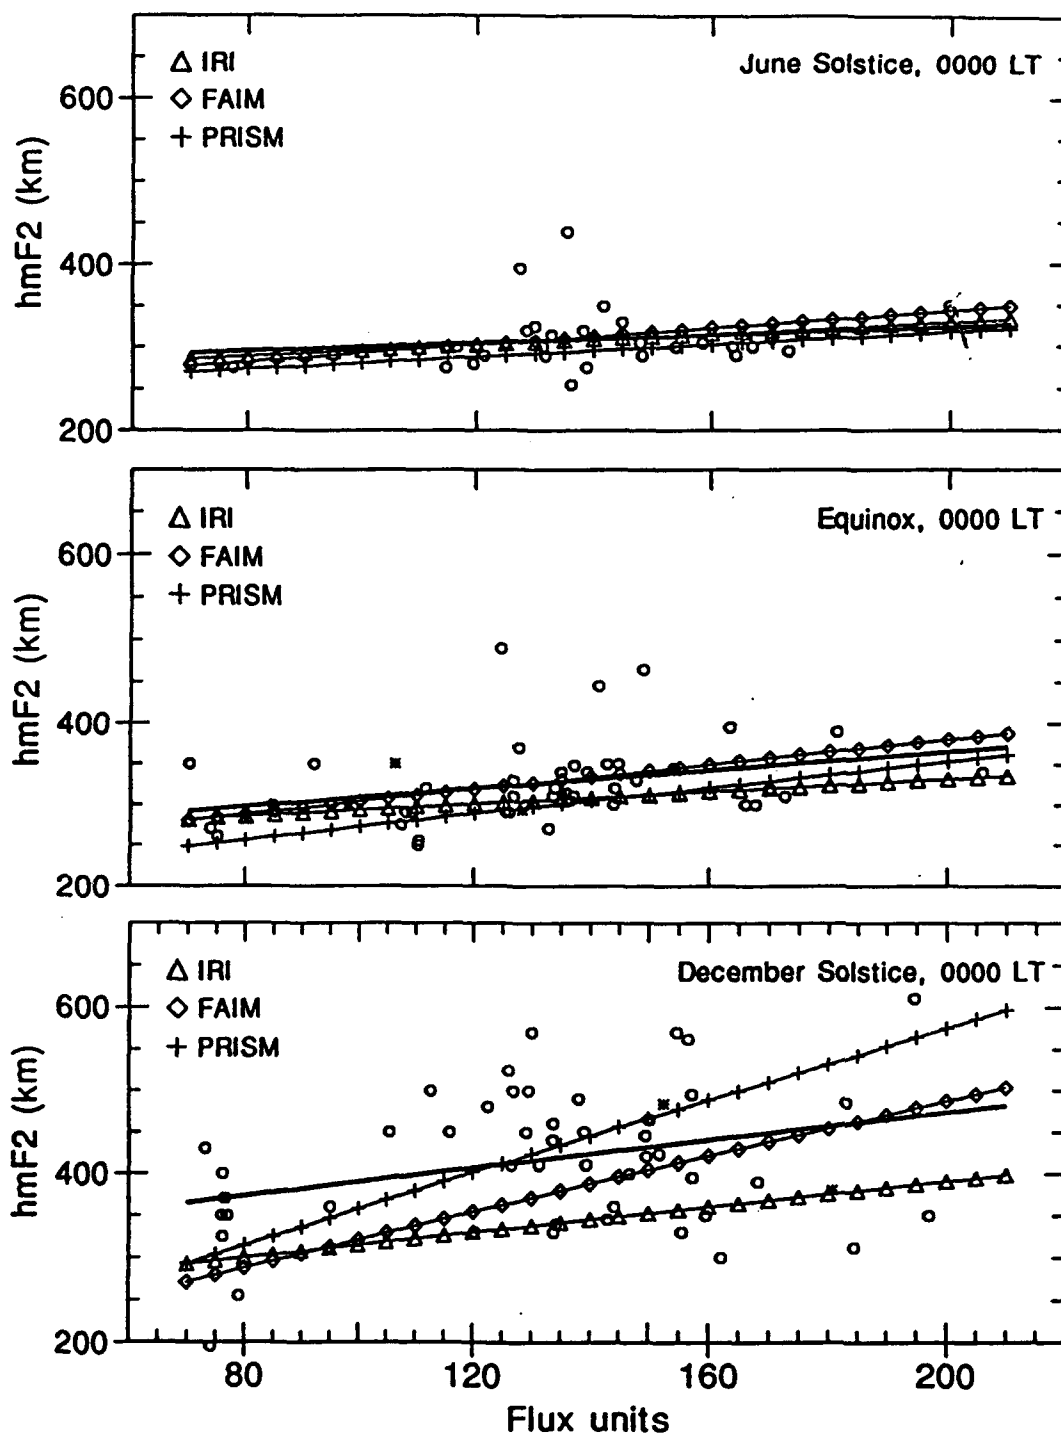 June Solstice, 0000 LT
△ IRI
◇ FAIM
+ PRISM
600
400
200
hmF2 (km)
Equinox, 0000 LT
△ IRI
◇ FAIM
+ PRISM
600
400
200
hmF2 (km)
December Solstice, 0000 LT
△ IRI
◇ FAIM
+ PRISM
600
400
200
hmF2 (km)
80 120 160 200
Flux units